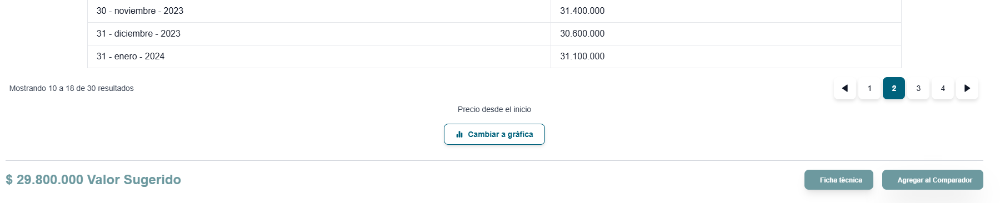 30 - noviembre - 2023 31.400.000
31 - diciembre - 2023 30.600.000
31 - enero - 2024 31.100.000
Mostrando 10 a 18 de 30 resultados 1 2 3 4
Precio desde el inicio
Cambiar a gráfica
$ 29.800.000 Valor Sugerido Ficha técnica Agregar al Comparador